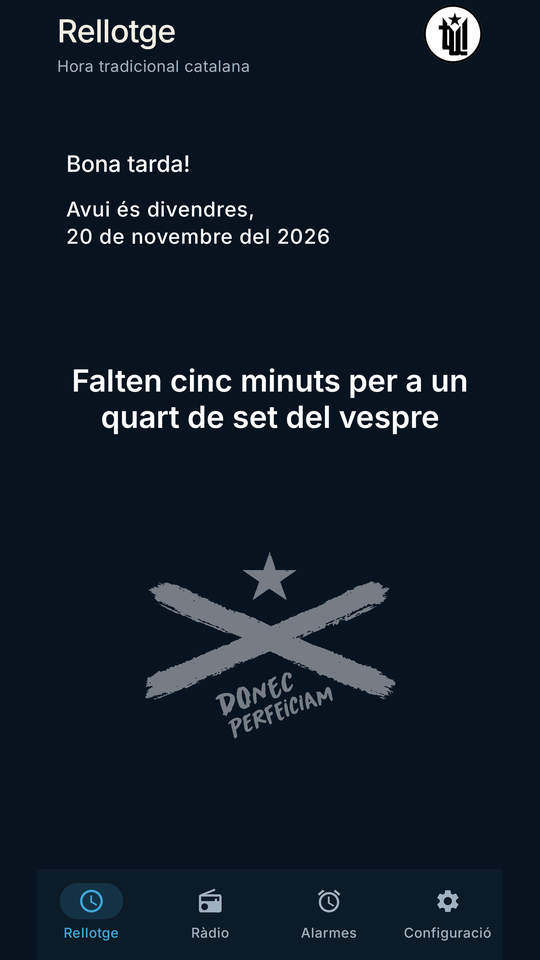 Rellotge
Hora tradicional catalana
Bona tarda!
Avui és divendres,
20 de novembre del 2026
Falten cinc minuts per a un
quart de set del vespre
DONEC
PERFEICIAM
Rellotge
Ràdio
Alarmes
Configuració